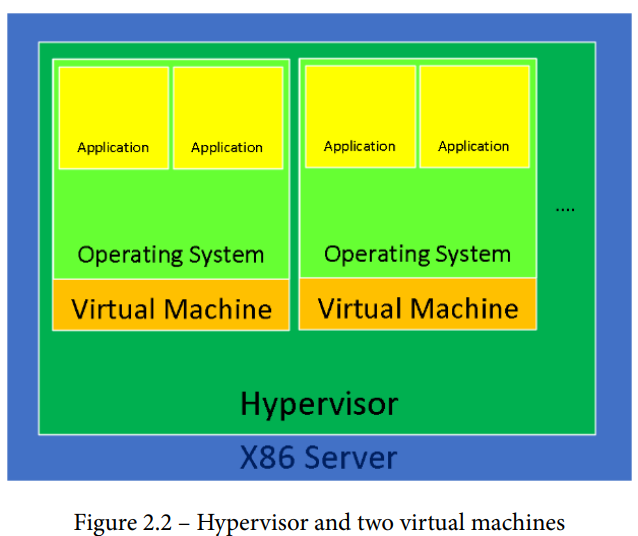 Application
Application
Application
Application
....
Operating System
Operating System
Virtual Machine
Virtual Machine
Hypervisor
X86 Server
Figure 2.2 – Hypervisor and two virtual machines